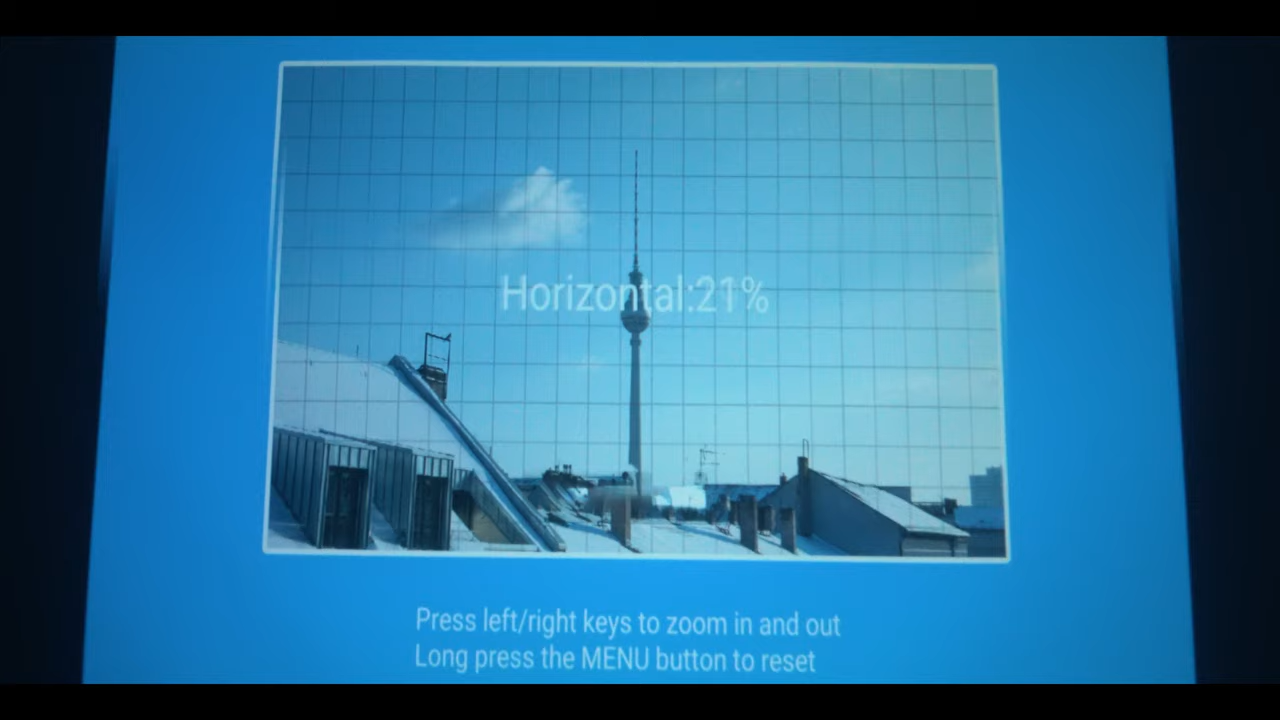 Horizontal:21%
Press left/right keys to zoom in and out
Long press the MENU button to reset